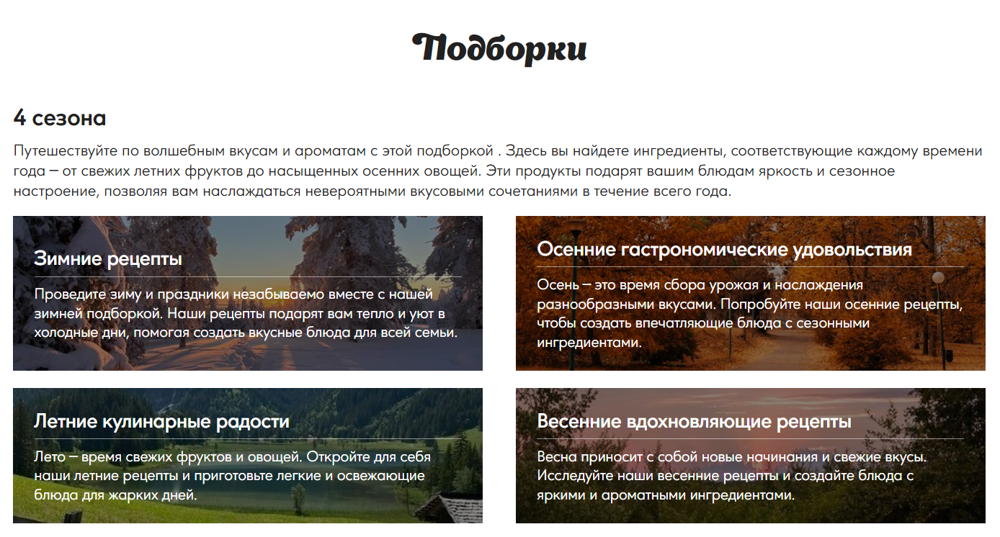 Подборки
4 сезона
Путешествуйте по волшебным вкусам и ароматам с этой подборкой . Здесь вы найдете ингредиенты, соответствующие каждому времени
года — от свежих летних фруктов до насыщенных осенних овощей. Эти продукты подарят вашим блюдам яркость и сезонное
настроение, позволяя вам наслаждаться невероятными вкусовыми сочетаниями в течение всего года.
Зимние рецепты
Проведите зиму и праздники незабываемо вместе с нашей
зимней подборкой. Наши рецепты подарят вам тепло и уют в
холодные дни, помогая создать вкусные блюда для всей семьи.
Осенние гастрономические удовольствия
Осень — это время сбора урожая и наслаждения
разнообразными вкусами. Попробуйте наши осенние рецепты,
чтобы создать впечатляющие блюда с сезонными
ингредиентами.
Летние кулинарные радости
Лето — время свежих фруктов и овощей. Откройте для себя
наши летние рецепты и приготовьте легкие и освежающие
блюда для жарких дней.
Весенние вдохновляющие рецепты
Весна приносит с собой новые начинания и свежие вкусы.
Исследуйте наши весенние рецепты и создайте блюда с
яркими и ароматными ингредиентами.